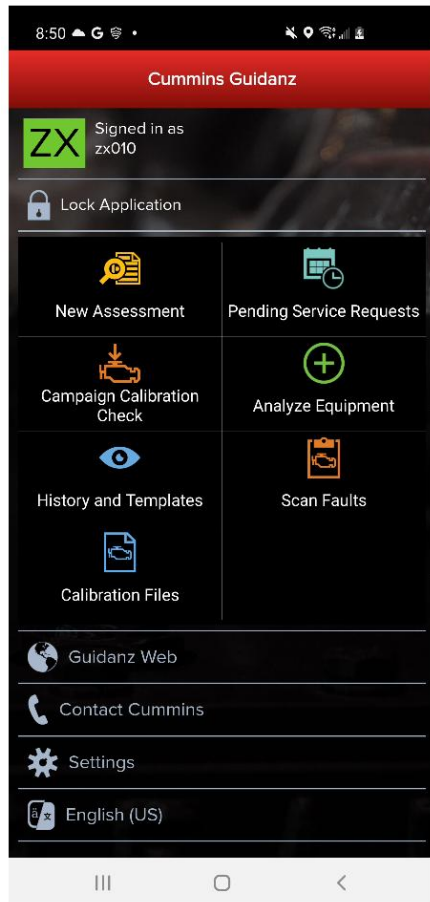 8:50
Cummins Guidanz
ZX
Signed in as
zx010
Lock Application
New Assessment
Pending Service Requests
Campaign Calibration
Check
Analyze Equipment
History and Templates
Scan Faults
Calibration Files
Guidanz Web
Contact Cummins
Settings
English (US)